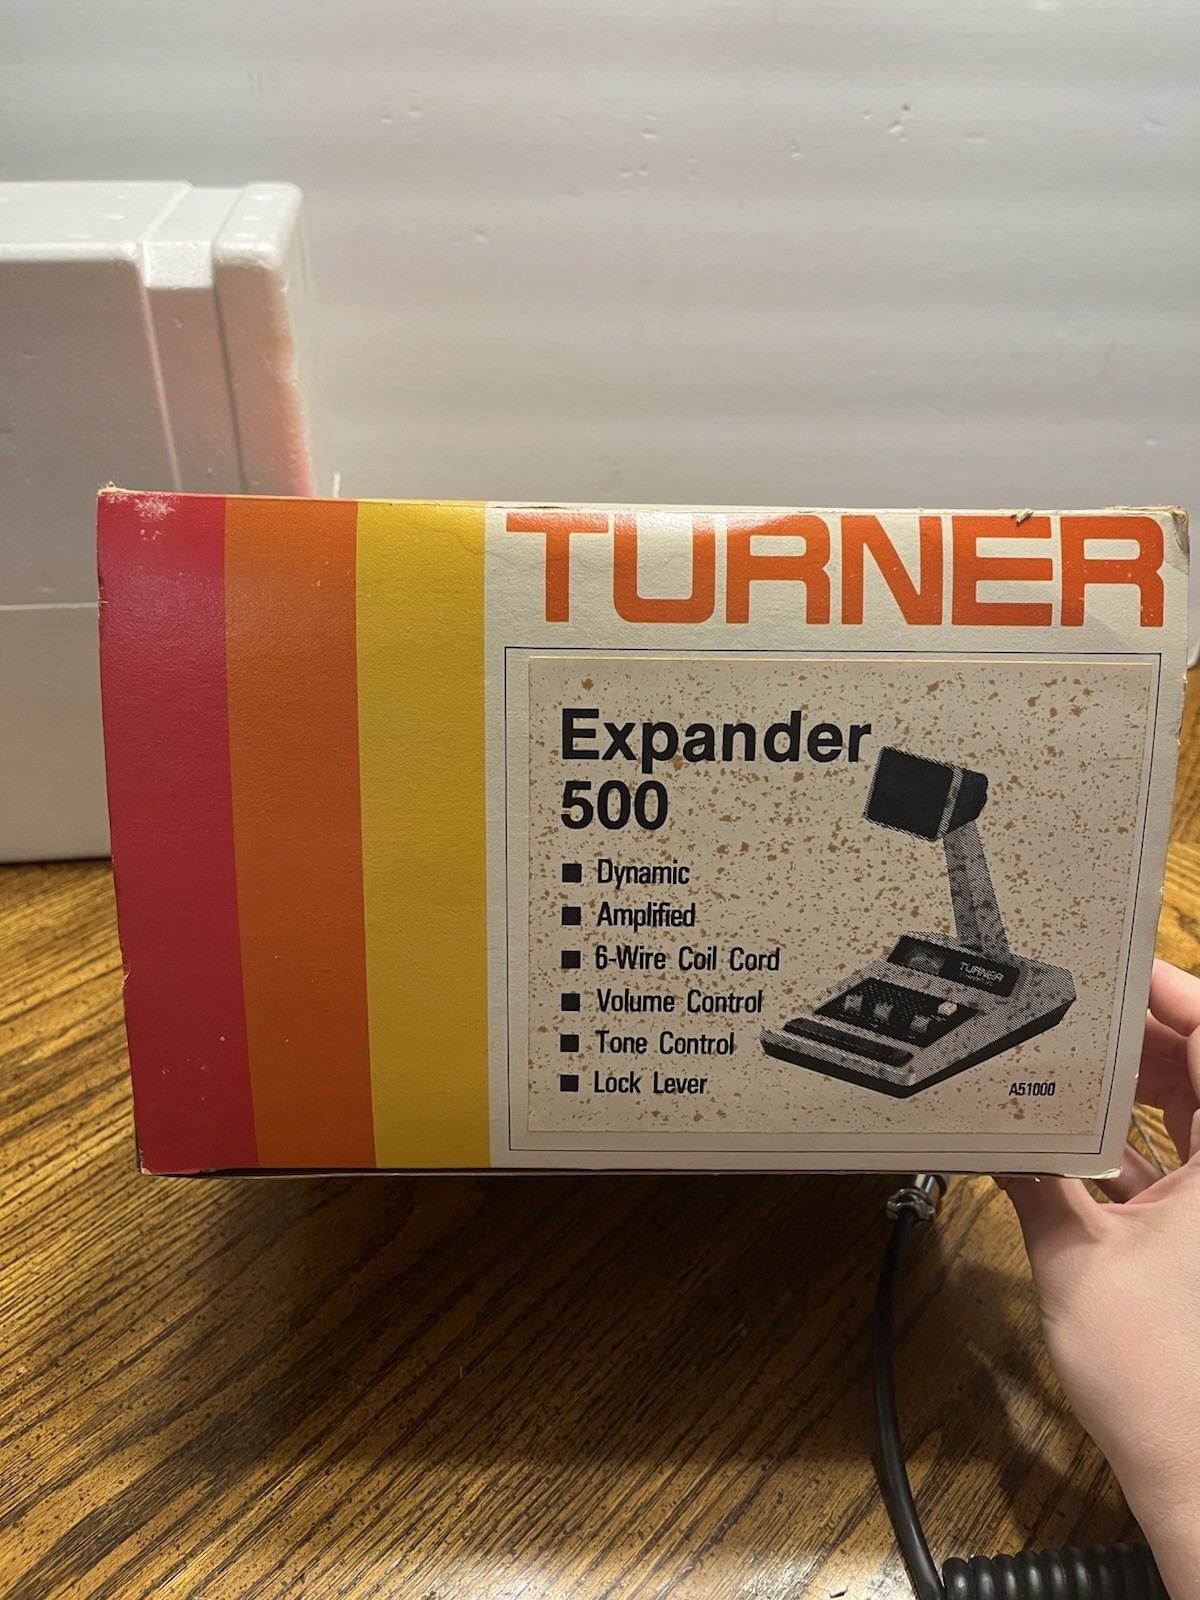 TURNER
Expander
500
■ Dynamic
■ Amplified
■ 6-Wire Coil Cord
■ Volume Control
■ Tone Control
■ Lock Lever
TURNER
A51000